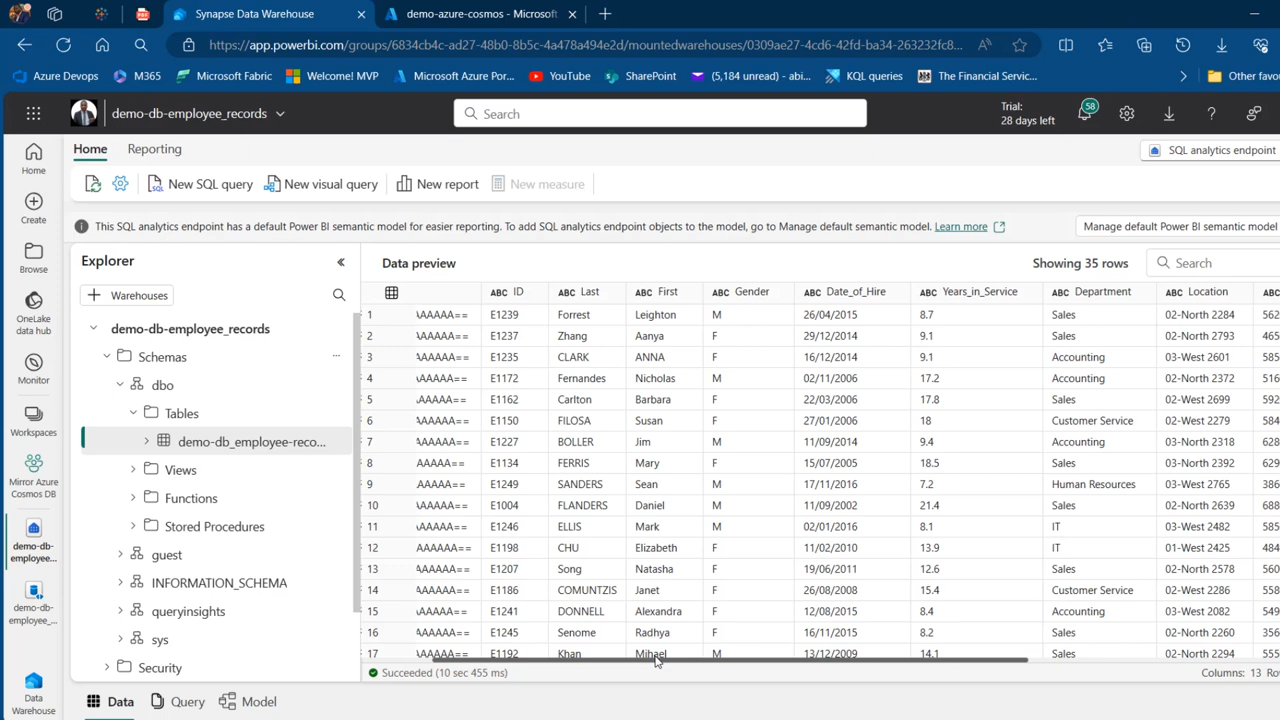 Synapse Data Warehouse
demo-azure-cosmos - Microsoft
https://app.powerbi.com/groups/6834cb4c-ad27-48b0-8b5c-4a478a494e2d/mountedwarehouses/0309ae27-4cd6-42fd-ba34-263232fc8...
Azure Devops M365 Microsoft Fabric Welcome! MVP Microsoft Azure Por... YouTube SharePoint (5,184 unread) - abi... KQL queries The Financial Servic... Other favo
demo-db-employee_records Search Trial: 28 days left 58
Home Reporting SQL analytics endpoint
New SQL query New visual query New report New measure
This SQL analytics endpoint has a default Power BI semantic model for easier reporting. To add SQL analytics endpoint objects to the model, go to Manage default semantic model. Learn more Manage default Power BI semantic model
Home
Create
Browse
OneLake data hub
Monitor
Workspaces
Mirror Azure Cosmos DB
demo-db-employee...
demo-db-employee_...
Data Warehouse
Explorer
Warehouses
demo-db-employee_records
Schemas ...
dbo
Tables
demo-db_employee-reco...
Views
Functions
Stored Procedures
guest
INFORMATION_SCHEMA
queryinsights
sys
Security
Data preview Showing 35 rows Search
ABC ID ABC Last ABC First ABC Gender ABC Date_of_Hire ABC Years_in_Service ABC Department ABC Location
1 AAAAA== E1239 Forrest Leighton M 26/04/2015 8.7 Sales 02-North 2284 562
2 AAAAA== E1237 Zhang Aanya F 29/12/2014 9.1 Sales 02-North 2793 465
3 AAAAA== E1235 CLARK ANNA F 16/12/2014 9.1 Accounting 03-West 2601 535
4 AAAAA== E1172 Fernandes Nicholas M 02/11/2006 17.2 Accounting 02-North 2372 516
5 AAAAA== E1162 Carlton Barbara F 22/03/2006 17.8 Sales 02-West 2699 592
6 AAAAA== E1150 FILOSA Susan F 27/01/2006 18 Customer Service 02-West 2279 584
7 AAAAA== E1227 BOLLER Jim M 11/09/2014 9.4 Accounting 03-North 2318 628
8 AAAAA== E1134 FERRIS Mary F 15/07/2005 18.5 Sales 03-North 2392 629
9 AAAAA== E1249 SANDERS Sean M 17/11/2016 7.2 Human Resources 03-West 2765 386
10 AAAAA== E1004 FLANDERS Daniel M 11/09/2002 21.4 Sales 02-North 2639 688
11 AAAAA== E1246 ELLIS Mark M 02/01/2016 8.1 IT 03-West 2482 585
12 AAAAAA== E1198 CHU Elizabeth F 11/02/2010 13.9 IT 01-West 2425 484
13 AAAAA== E1207 Song Natasha F 19/06/2011 12.6 Sales 02-North 2578 560
14 AAAAA== E1186 COMUNTZIS Janet F 26/08/2008 15.4 Customer Service 02-West 2286 558
15 AAAAA== E1241 DONNELL Alexandra F 12/08/2015 8.4 Accounting 03-West 2082 549
16 AAAAA== E1245 Senome Radhya F 16/11/2015 8.2 Sales 02-North 2260 356
17 AAAAA== E1192 Khan Mihael M 13/12/2009 14.1 Sales 02-North 2294 555
Succeeded (10 sec 455 ms) Columns: 13 Ro
Data Query Model